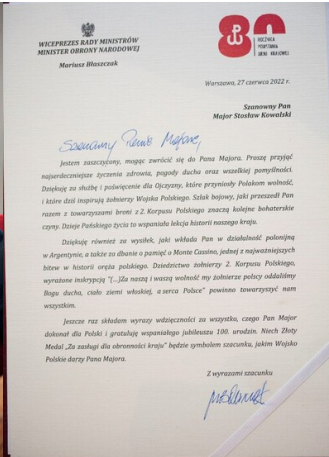 WICEPREZES RADY MINISTRÓW
MINISTER OBRONY NARODOWEJ
Mariusz Błaszczak
80
ROCZNICA
POWSTANIA
ARMII KRAJOWEJ
Warszawa, 27 czerwca 2022 r.
Szanowny Pan
Major Stosław Kowalski
Szanowny Panie Majorze,
Jestem zaszczycony, mogąc zwrócić się do Pana Majora. Proszę przyjąć
najserdeczniejsze życzenia zdrowia, pogody ducha oraz wszelkiej pomyślności.
Dziękuję za służbę i poświęcenie dla Ojczyzny, które przyniosły Polakom wolność,
i które dziś inspirują żołnierzy Wojska Polskiego. Szlak bojowy, jaki przeszedł Pan
razem z towarzyszami broni z 2. Korpusu Polskiego znaczą kolejne bohaterskie
czyny. Dzieje Pańskiego życia to wspaniała lekcja historii naszego kraju.
Dziękuję również za wysiłek, jaki wkłada Pan w działalność polonijną
w Argentynie, a także za dbanie o pamięć o Monte Cassino, jednej z najważniejszych
bitew w historii oręża polskiego. Dziedzictwo żołnierzy 2. Korpusu Polskiego,
wyrażone inskrypcją "(...)Za naszą i waszą wolność my żołnierze polscy oddaliśmy
Bogu ducha, ciało ziemi włoskiej, a serca Polsce" powinno towarzyszyć nam
wszystkim.
Jeszcze raz składam wyrazy wdzięczności za wszystko, czego Pan Major
dokonał dla Polski i gratuluję wspaniałego jubileuszu 100. urodzin. Niech Złoty
Medal „Za zasługi dla obronności kraju" będzie symbolem szacunku, jakim Wojsko
Polskie darzy Pana Majora.
Z wyrazami szacunku